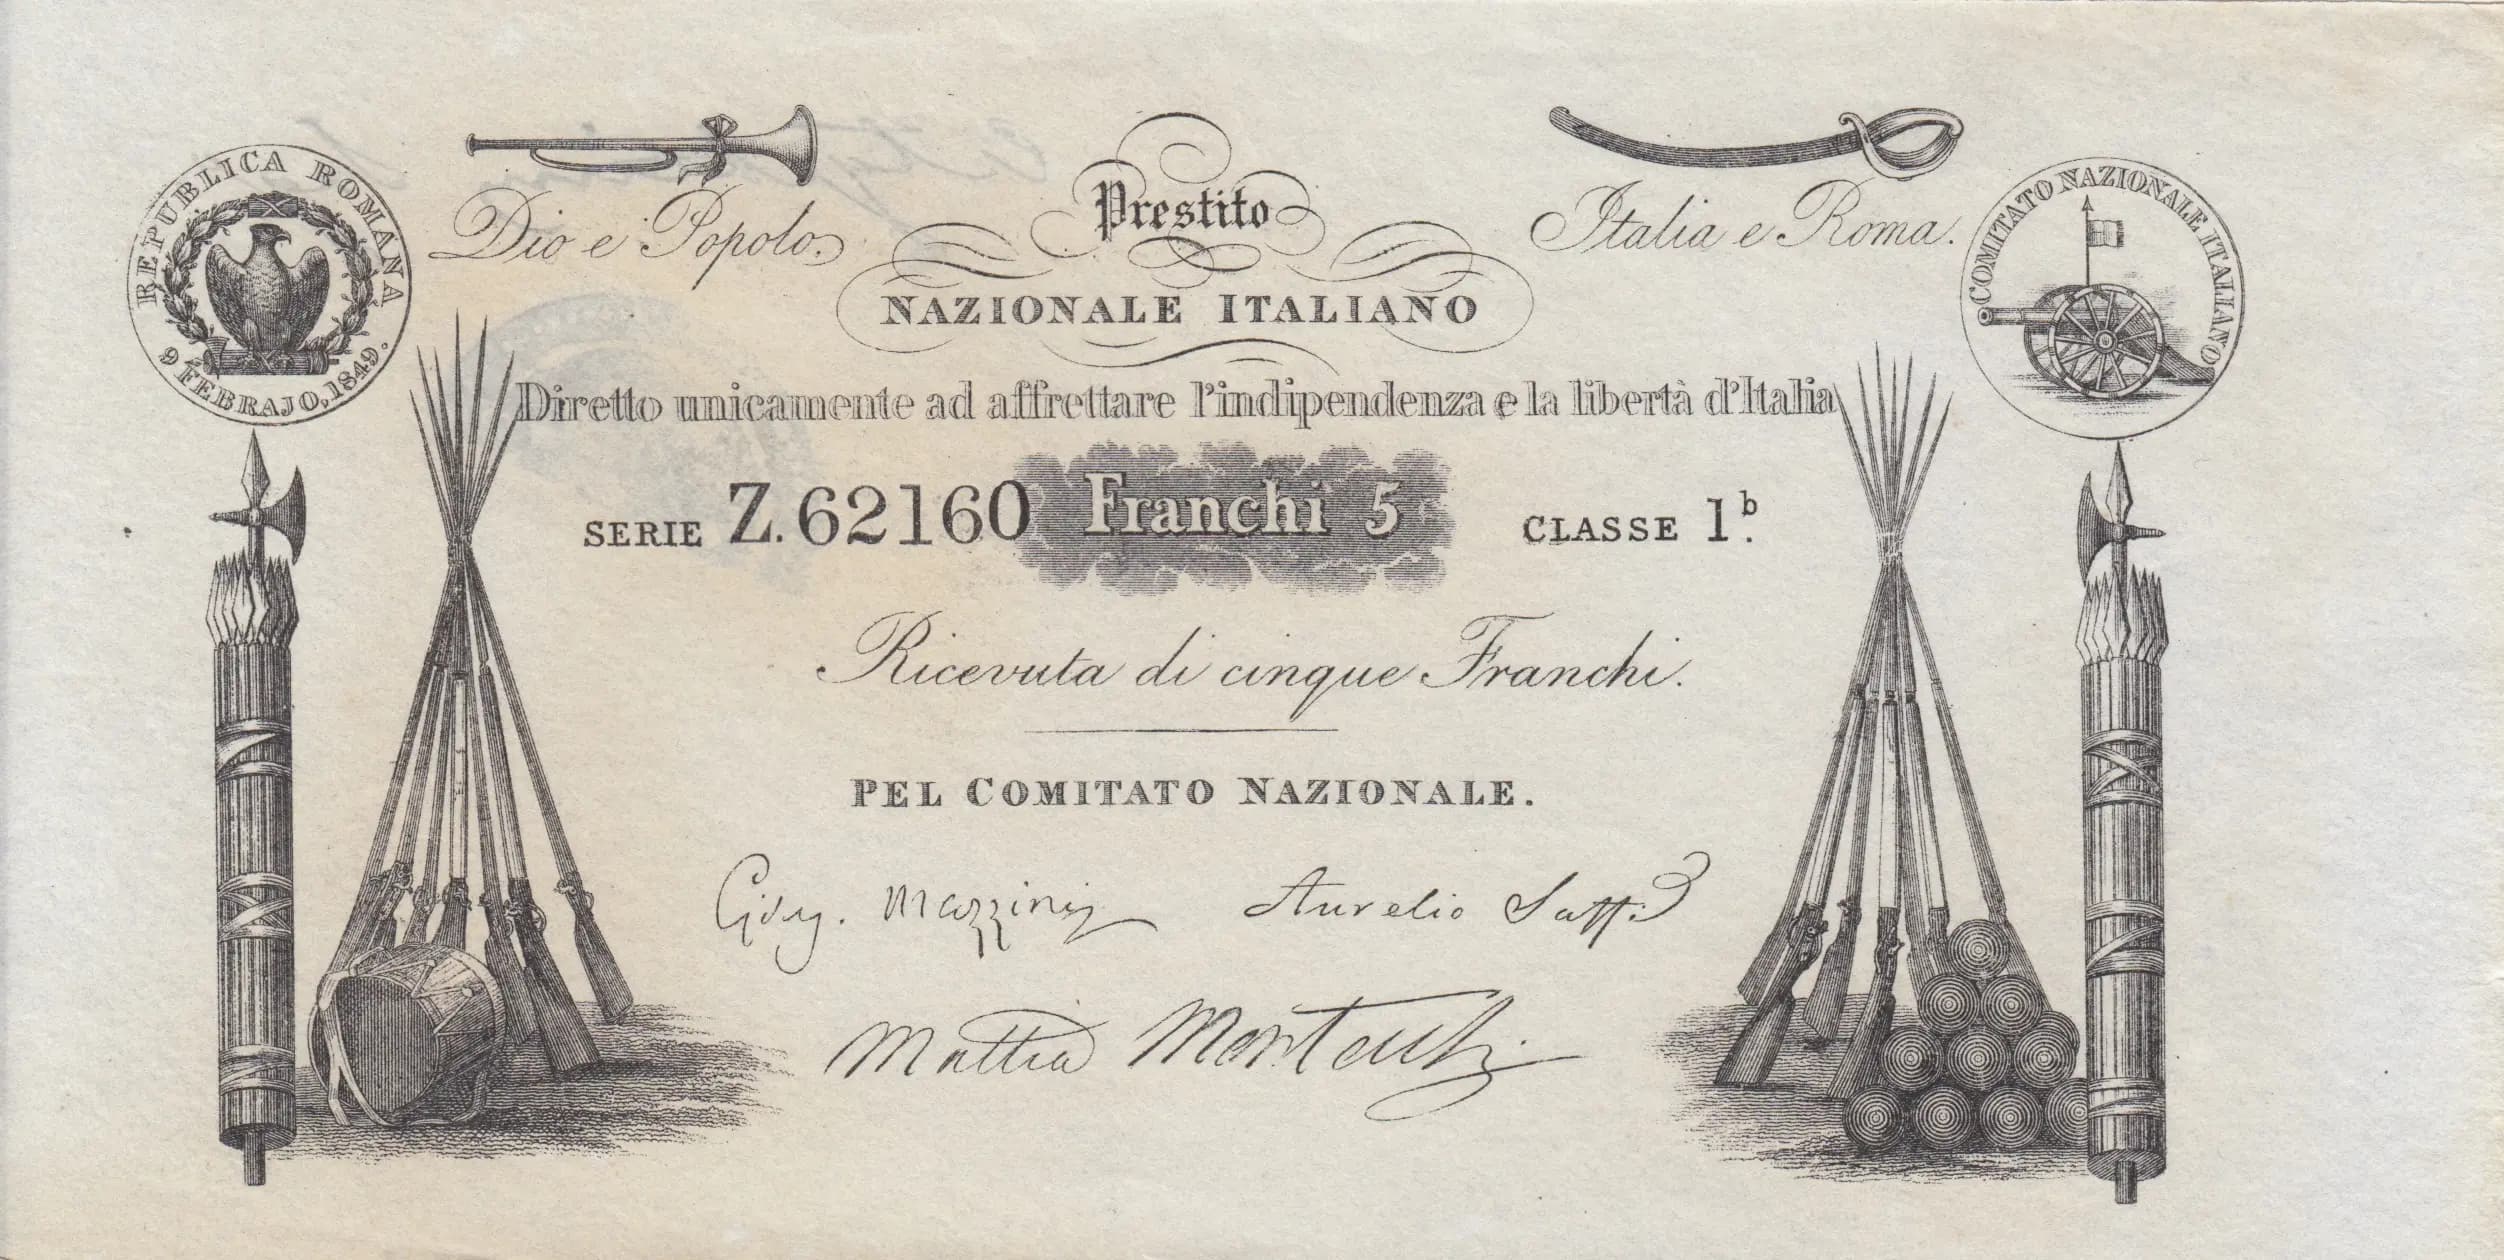 REPUBLICA ROMANA
9 FEBRAJO, 1849.
Dio e Popolo.
Prestito
NAZIONALE ITALIANO
Italia e Roma.
COMITATO NAZIONALE ITALIANO
Diretto unicamente ad affrettare l'indipendenza e la libertà d'Italia
SERIE Z. 62160 Franchi 5 CLASSE 1.b
Ricevuta di cinque Franchi.
PEL COMITATO NAZIONALE.
Gius. Mazzini Aurelio Saffi
Mattia Montecchi